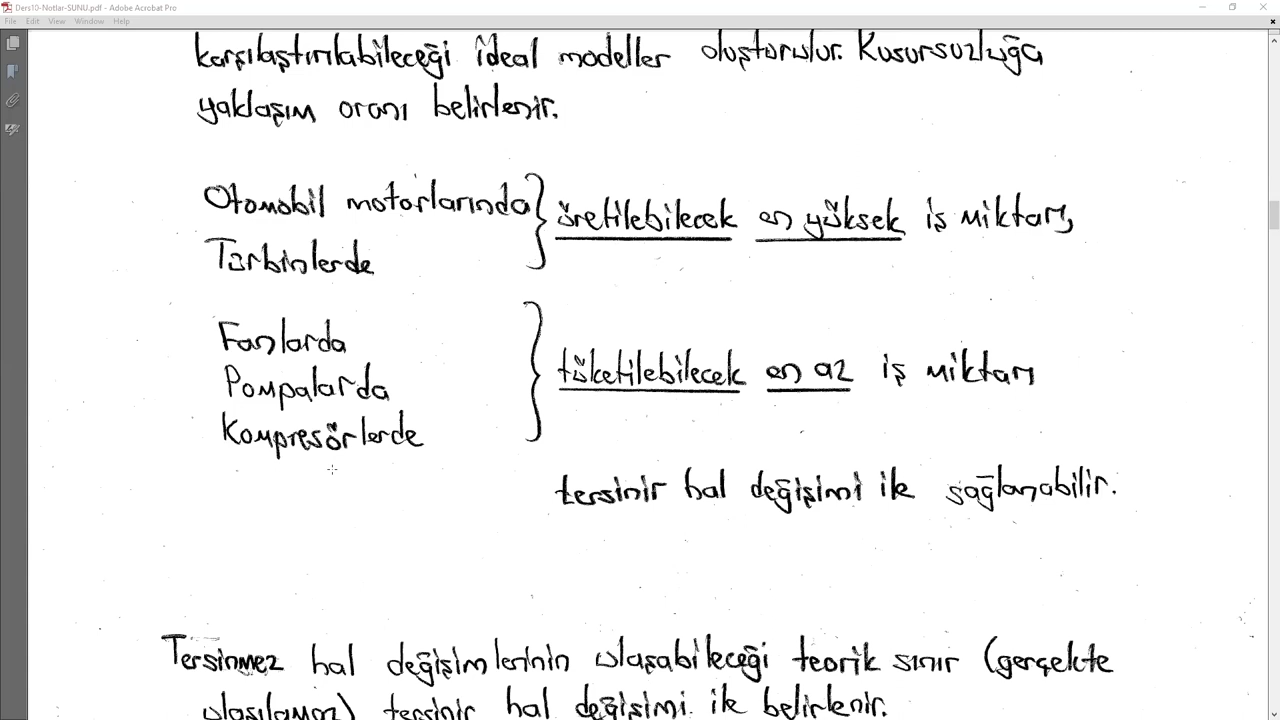 Ders10-Notlar-SUNU.pdf - Adobe Acrobat Pro
File Edit View Window Help
karşılaştırılabileceği ideal modeller oluşturulur. Kusursuzluğa
yaklaşım oranı belirlenir.
Otomobil motorlarında
Türbinlerde
üretilebilecek en yüksek iş miktarı,
Fanlarda
Pompalarda
Kompresörlerde
tüketilebilecek en az iş miktarı
tersinir hal değişimi ile sağlanabilir.
Tersinmez hal değişimlerinin ulaşabileceği teorik sınır (gerçekte
ulaşılamaz) tersinir hal değişimi ile belirlenir.